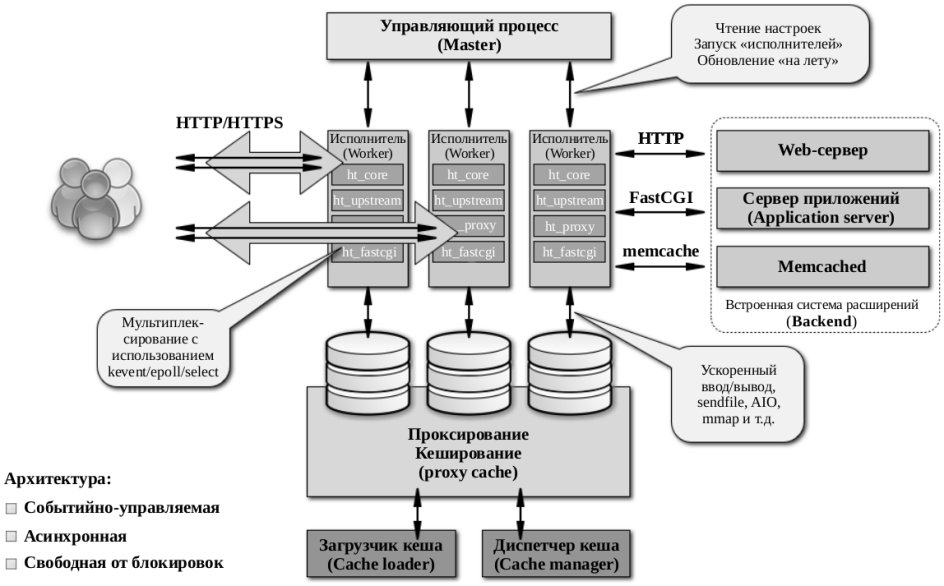 Управляющий процесс
(Master)
Чтение настроек
Запуск «исполнителей»
Обновление «на лету»
HTTP/HTTPS
Исполнитель
(Worker)
ht_core
ht_upstream
ht_fastcgi
Исполнитель
(Worker)
ht_core
ht_upstream
_proxy
ht_fastcgi
Исполнитель
(Worker)
ht_core
ht_upstream
ht_proxy
ht_fastcgi
HTTP
FastCGI
memcache
Web-сервер
Сервер приложений
(Application server)
Memcached
Встроенная система расширений
(Backend)
Мультиплек-
сирование с
использованием
kevent/epoll/select
Ускоренный
ввод/вывод,
sendfile, AIO,
mmap и т.д.
Проксирование
Кеширование
(proxy cache)
Загрузчик кеша
(Cache loader)
Диспетчер кеша
(Cache manager)
Архитектура:
Событийно-управляемая
Асинхронная
Свободная от блокировок